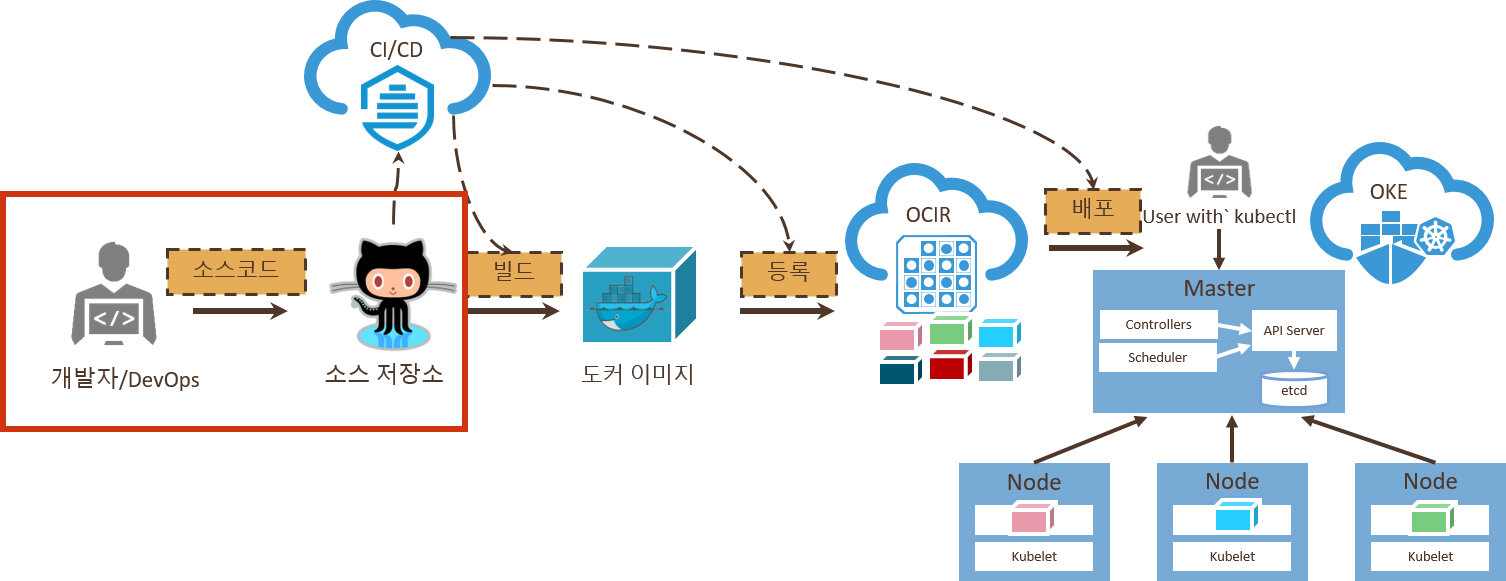 CI/CD
소스코드
개발자/DevOps
소스 저장소
빌드
도커 이미지
등록
OCIR
배포
User with` kubectl
OKE
Master
Controllers
Scheduler
API Server
etcd
Node
Kubelet
Node
Kubelet
Node
Kubelet